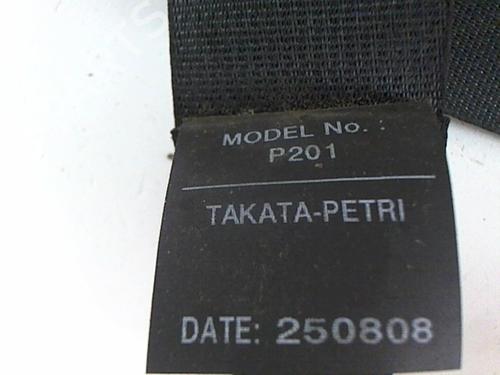 MODEL No. :
P201
TAKATA-PETRI
DATE: 250808